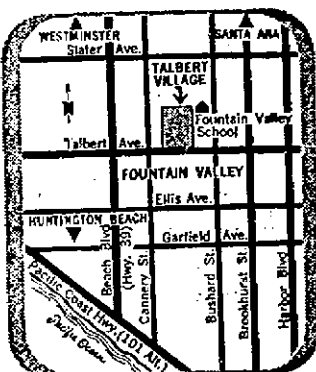 WESTMINSTER
SANTA ANA
Slater Ave.
TALBERT
VILLAGE
N
Fountain Valley
School
Talbert Ave.
FOUNTAIN VALLEY
Ellis Ave.
HUNTINGTON BEACH
Garfield Ave.
Beach Blvd
(Hwy. 39)
Cannery St.
Bushard St.
Brookhurst St.
Harbor Blvd
Pacific Coast Hwy. (101 Alt.)
Pacific Ocean